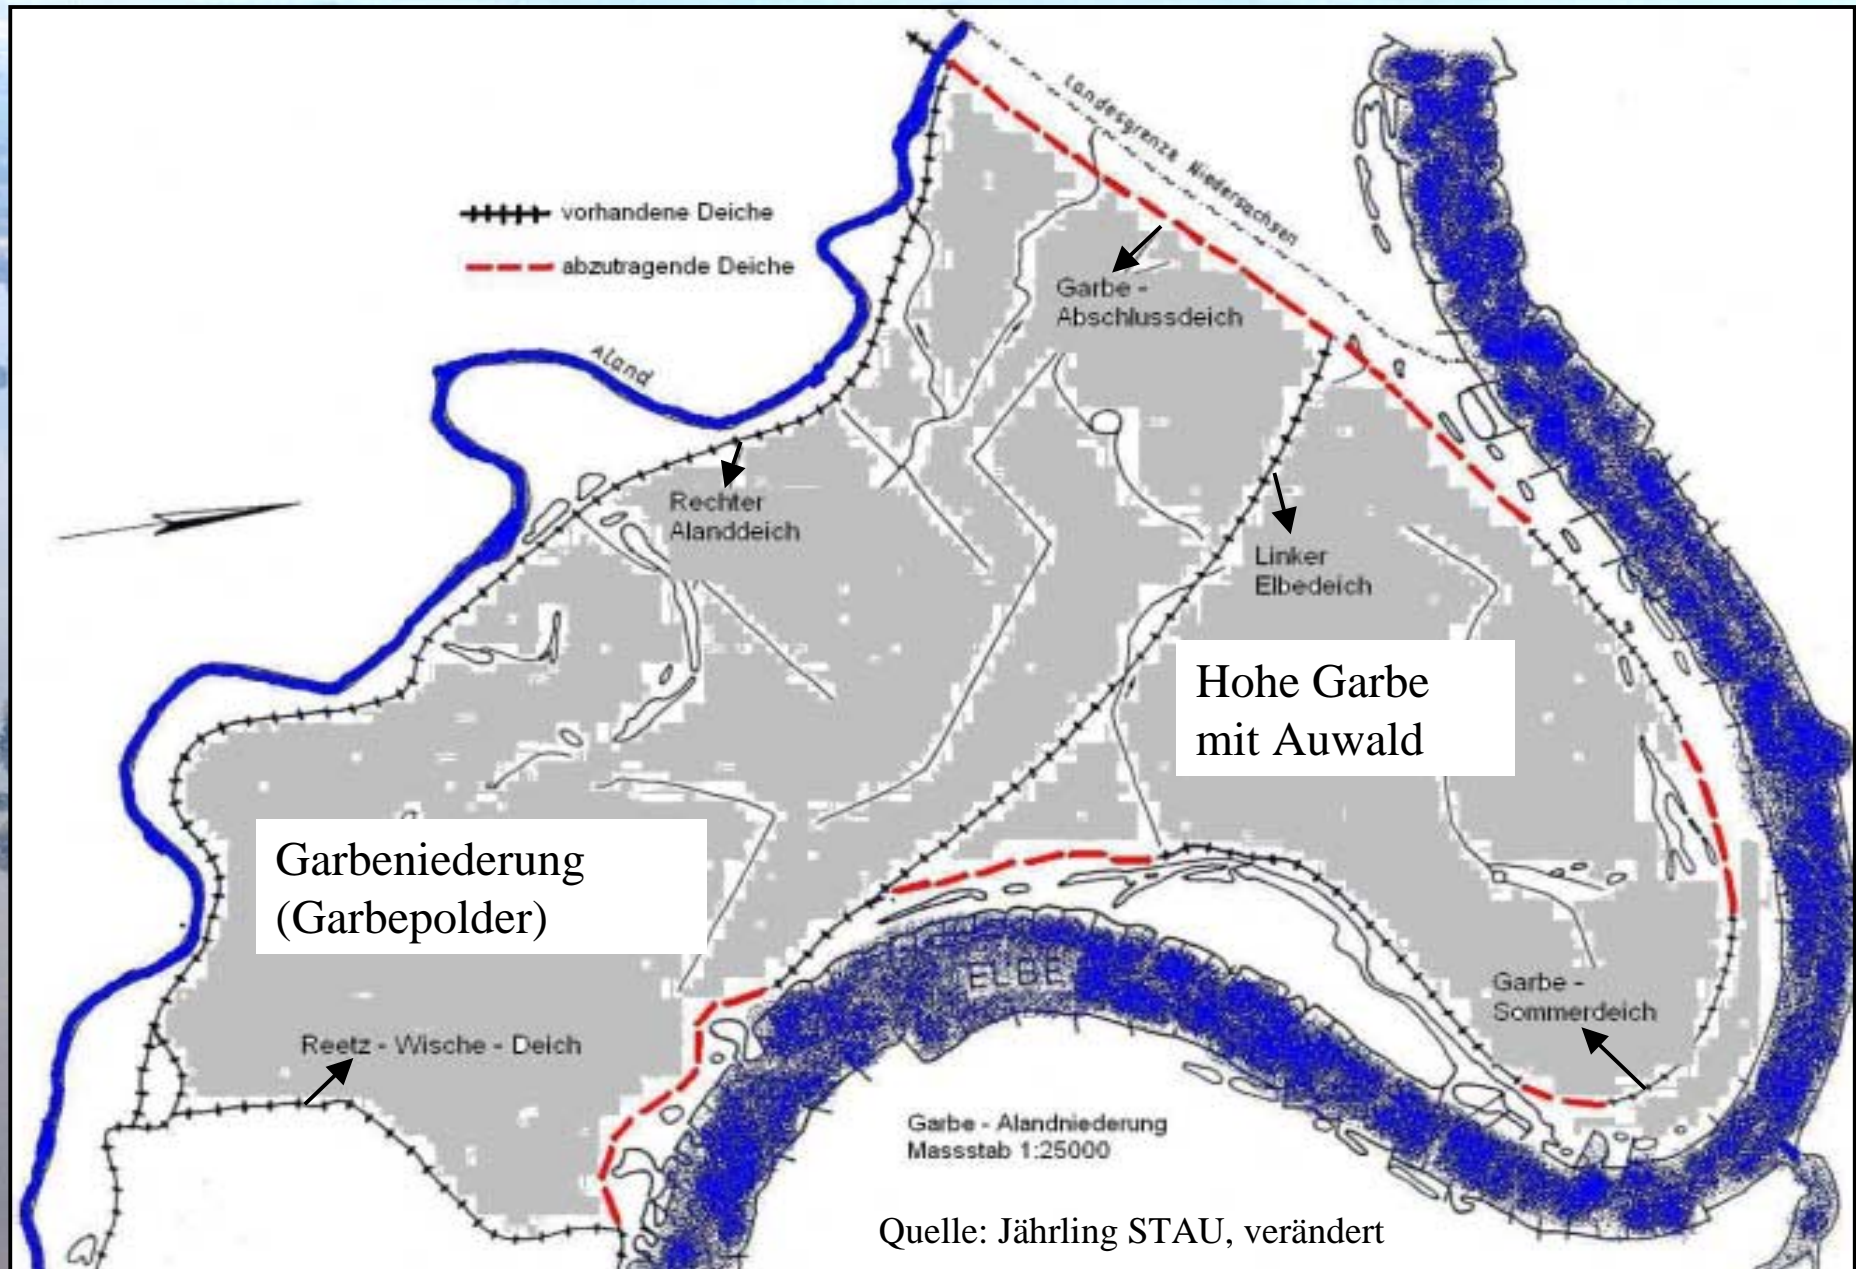 Landesgrenze Niedersachsen
vorhandene Deiche
abzutragende Deiche
Garbe -
Abschlussdeich
Aland
Rechter
Alanddeich
Linker
Elbedeich
Hohe Garbe
mit Auwald
Garbeniederung
(Garbepolder)
ELBE
Garbe -
Sommerdeich
Reetz - Wische - Deich
Garbe - Alandniederung
Massstab 1:25000
Quelle: Jährling STAU, verändert